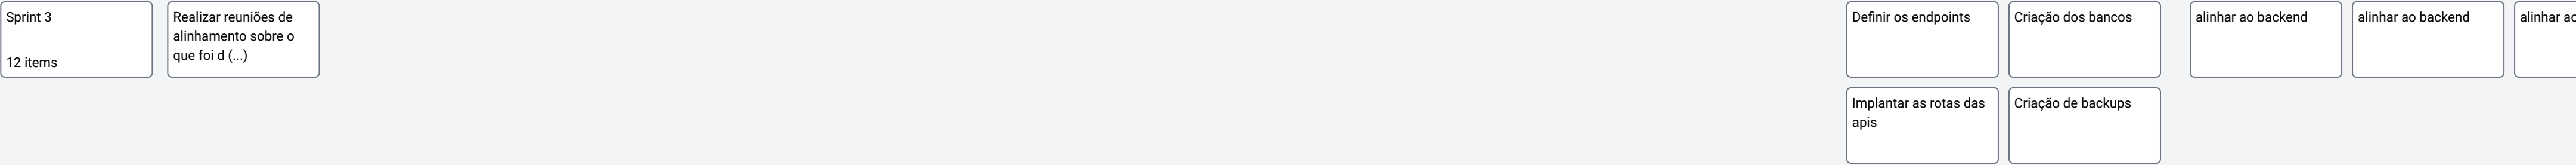 Sprint 3
12 items
Realizar reuniões de
alinhamento sobre o
que foi d (...)
Definir os endpoints
Criação dos bancos
alinhar ao backend
alinhar ao backend
alinhar
Implantar as rotas das
apis
Criação de backups